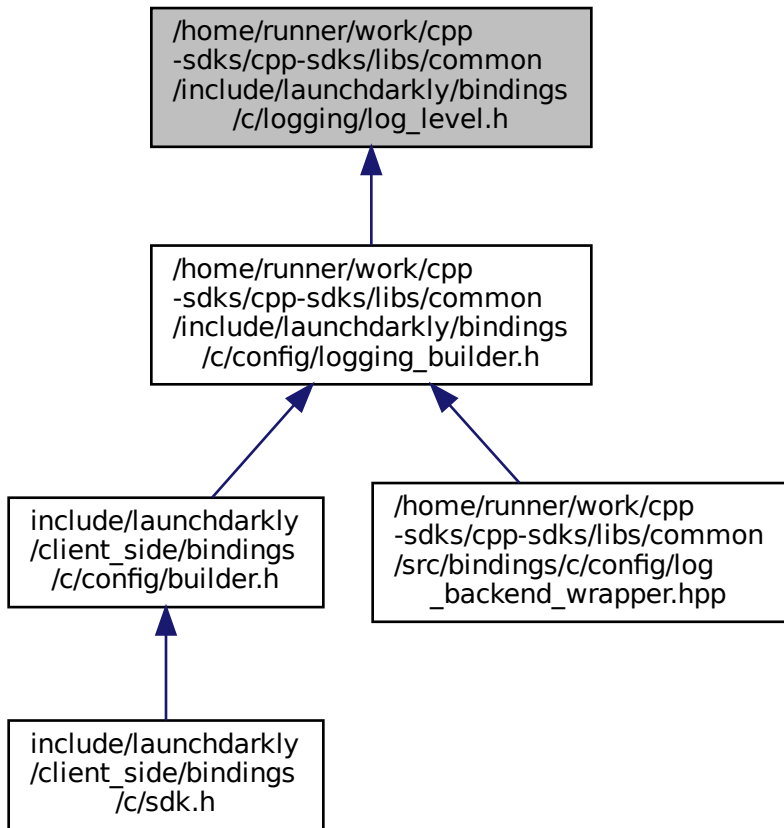 /home/runner/work/cpp
-sdks/cpp-sdks/libs/common
/include/launchdarkly/bindings
/c/logging/log_level.h
/home/runner/work/cpp
-sdks/cpp-sdks/libs/common
/include/launchdarkly/bindings
/c/config/logging_builder.h
include/launchdarkly
/client_side/bindings
/c/config/builder.h
/home/runner/work/cpp
-sdks/cpp-sdks/libs/common
/src/bindings/c/config/log
_backend_wrapper.hpp
include/launchdarkly
/client_side/bindings
/c/sdk.h